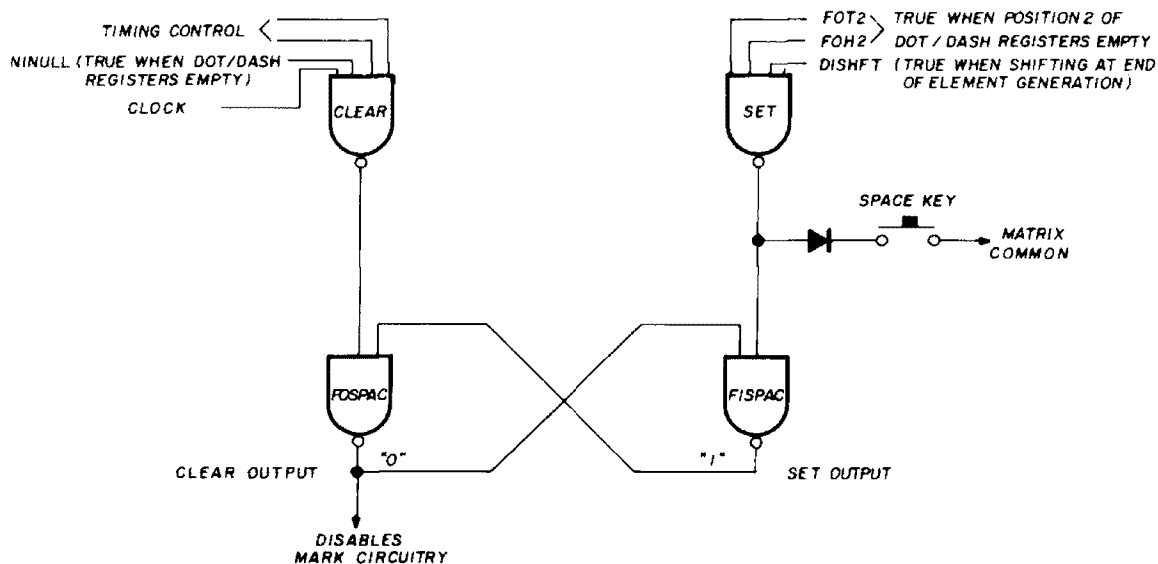 TIMING CONTROL
NINULL (TRUE WHEN DOT/DASH
REGISTERS EMPTY)
CLOCK
CLEAR
FOT2
FOH2
TRUE WHEN POSITION 2 OF
DOT / DASH REGISTERS EMPTY
DISHFT (TRUE WHEN SHIFTING AT END
OF ELEMENT GENERATION)
SET
SPACE KEY
MATRIX
COMMON
FOSPAC
FISPAC
CLEAR OUTPUT
"0"
"1"
SET OUTPUT
DISABLES
MARK CIRCUITRY